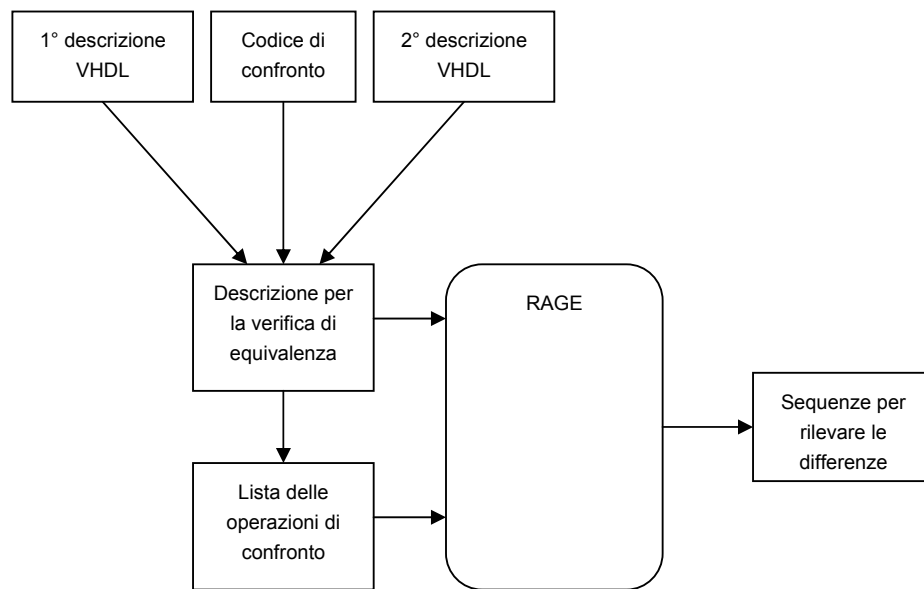 1° descrizione
VHDL
Codice di
confronto
2° descrizione
VHDL
Descrizione per
la verifica di
equivalenza
RAGE
Sequenze per
rilevare le
differenze
Lista delle
operazioni di
confronto